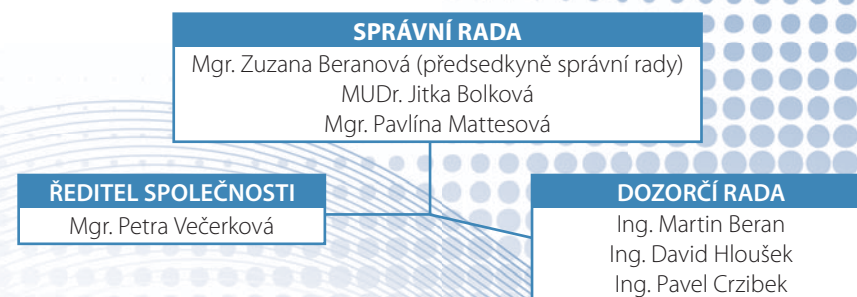 SPRÁVNÍ RADA
Mgr. Zuzana Beranová (předsedkyně správní rady)
MUDr. Jitka Bolková
Mgr. Pavlína Mattesová
ŘEDITEL SPOLEČNOSTI
Mgr. Petra Večerková
DOZORČÍ RADA
Ing. Martin Beran
Ing. David Hloušek
Ing. Pavel Crzibek